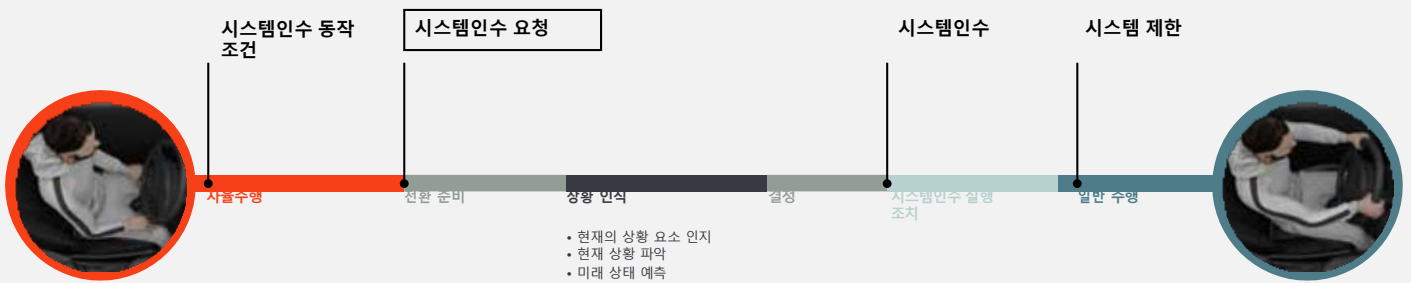 시스템인수 동작
조건
시스템인수 요청
시스템인수
시스템 제한
자율수행
전환 준비
상황 인식
결정
시스템인수 실행
조치
일반 수행
• 현재의 상황 요소 인지
• 현재 상황 파악
• 미래 상태 예측